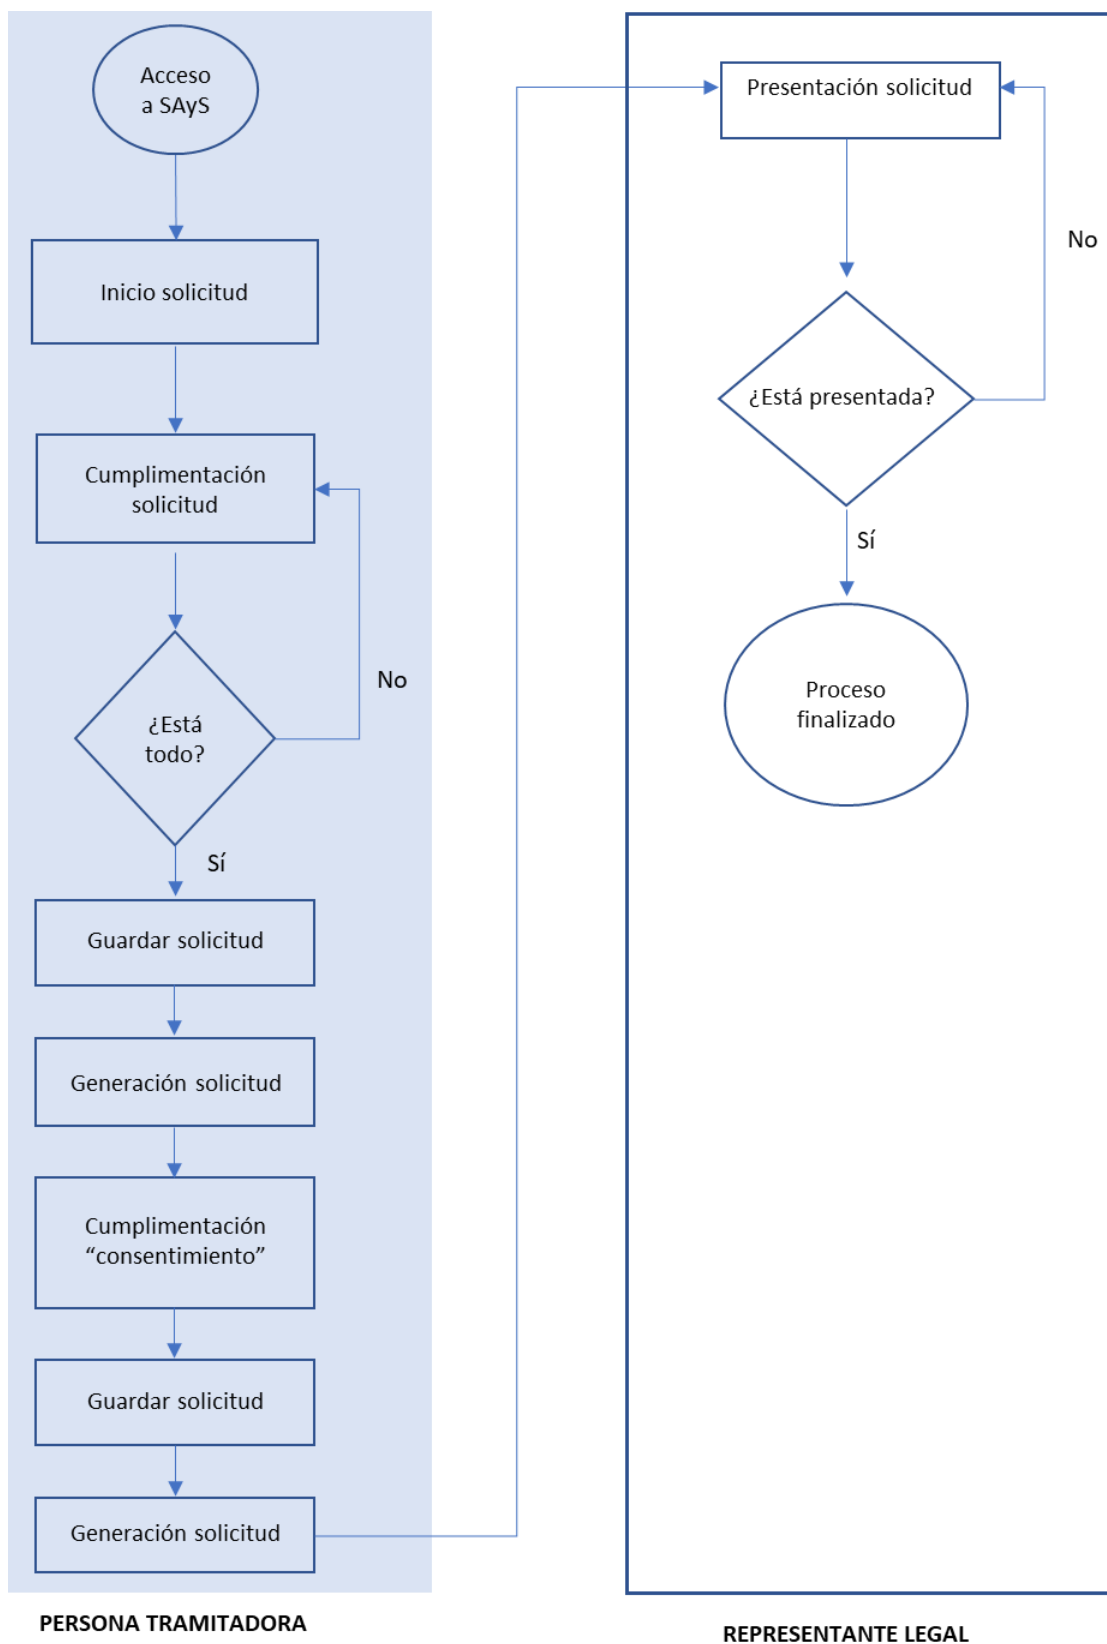 Acceso
a SAyS
Inicio solicitud
Cumplimentación
solicitud
No
¿Está
todo?
Sí
Guardar solicitud
Generación solicitud
Cumplimentación
“consentimiento”
Guardar solicitud
Generación solicitud
PERSONA TRAMITADORA
Presentación solicitud
No
¿Está presentada?
Sí
Proceso
finalizado
REPRESENTANTE LEGAL